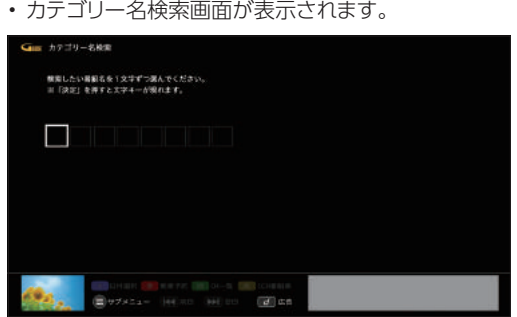 • カテゴリー名検索画面が表示されます。
カテゴリー名検索
検索したい番組名を1文字ずつ選んでください。
※「決定」を押すと文字キーが現れます。
サブメニュー
広告